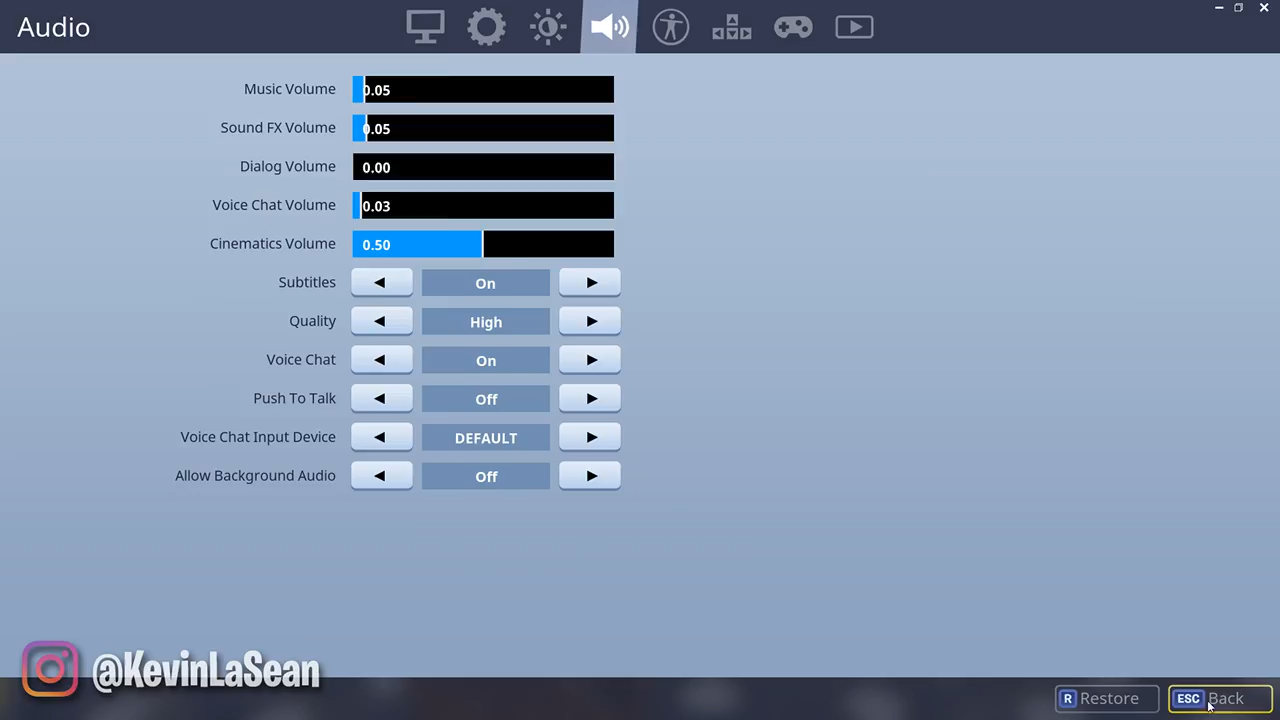 Audio
Music Volume 0.05
Sound FX Volume 0.05
Dialog Volume 0.00
Voice Chat Volume 0.03
Cinematics Volume 0.50
Subtitles On
Quality High
Voice Chat On
Push To Talk Off
Voice Chat Input Device DEFAULT
Allow Background Audio Off
@KevinLaSean
R Restore ESC Back